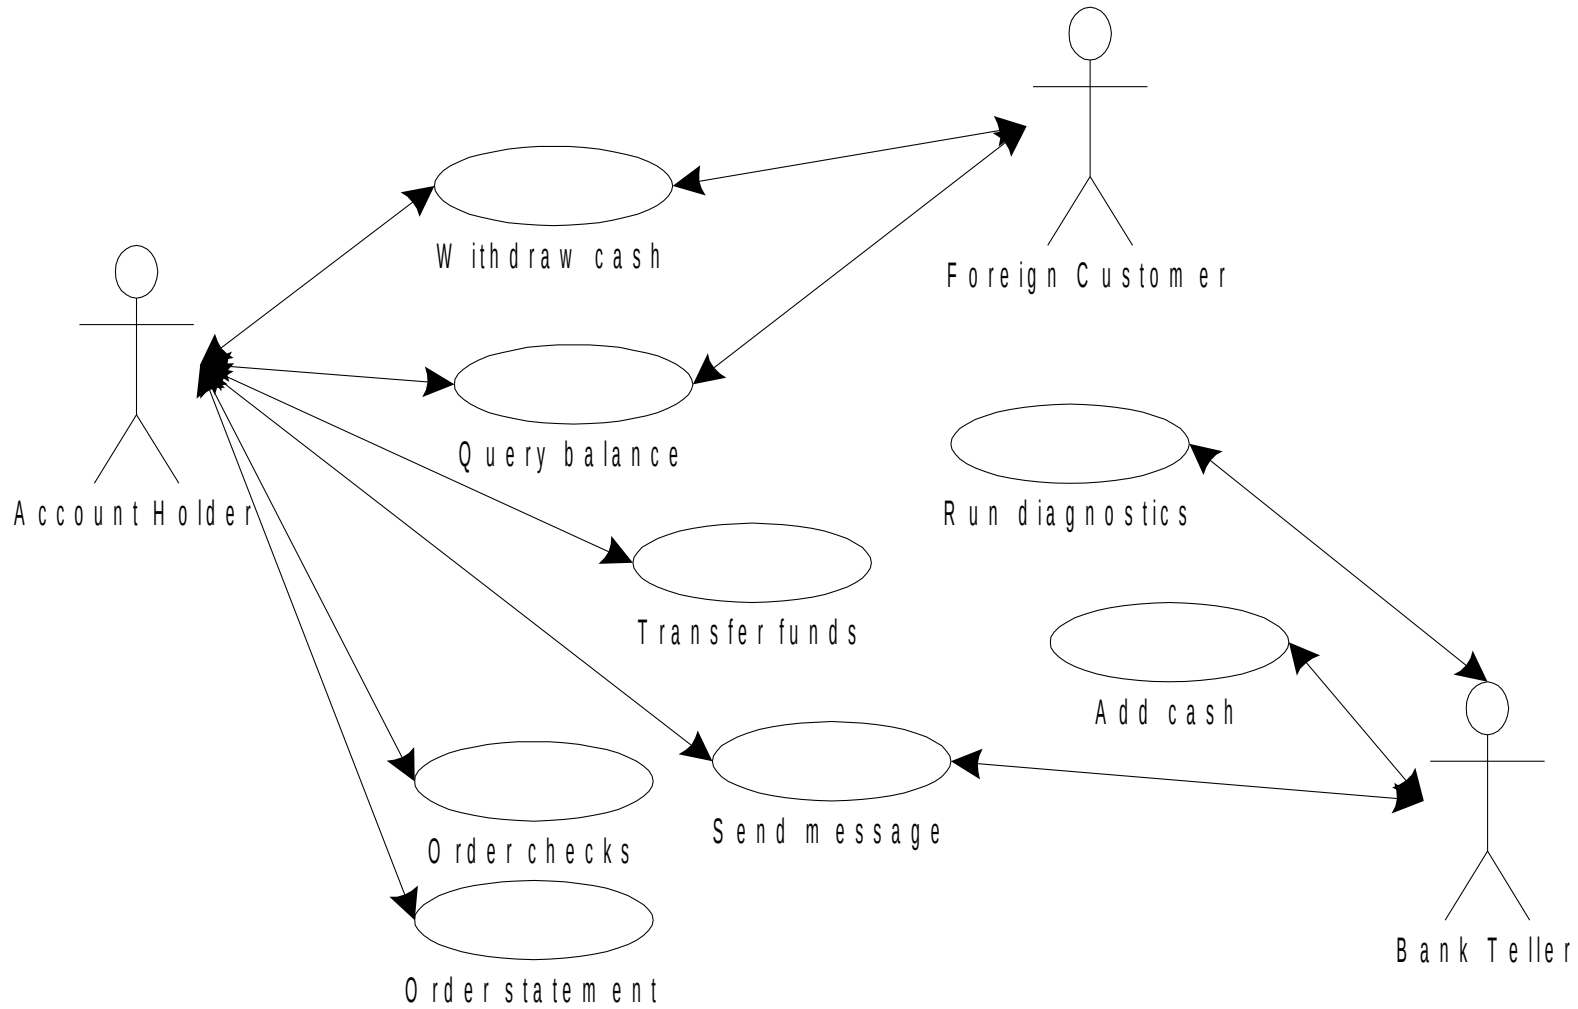 Withdraw cash
Foreign Customer
Query balance
Account Holder
Run diagnostics
Transfer funds
Add cash
Send message
Order checks
Bank Teller
Order statement